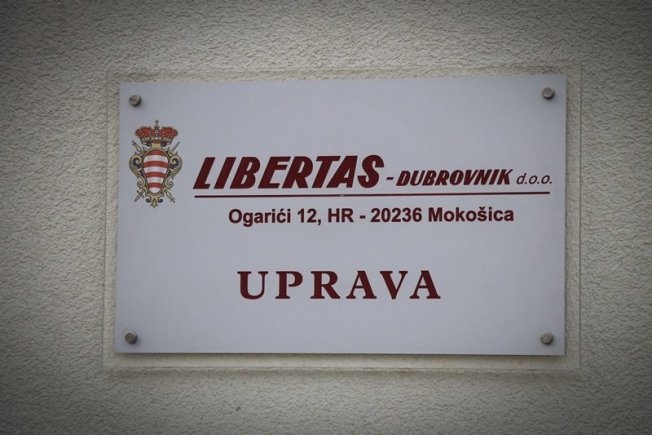 LIBERTAS - DUBROVNIK d.o.o.
Ogarići 12, HR - 20236 Mokošica
UPRAVA